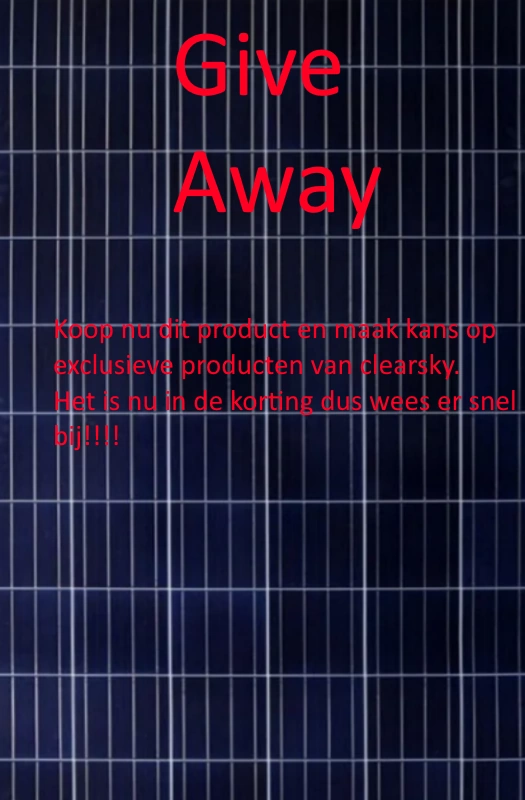 Give
Away
Koop nu dit product en maak kans op
exclusieve producten van clearsky.
Het is nu in de korting dus wees er snel
bij!!!!